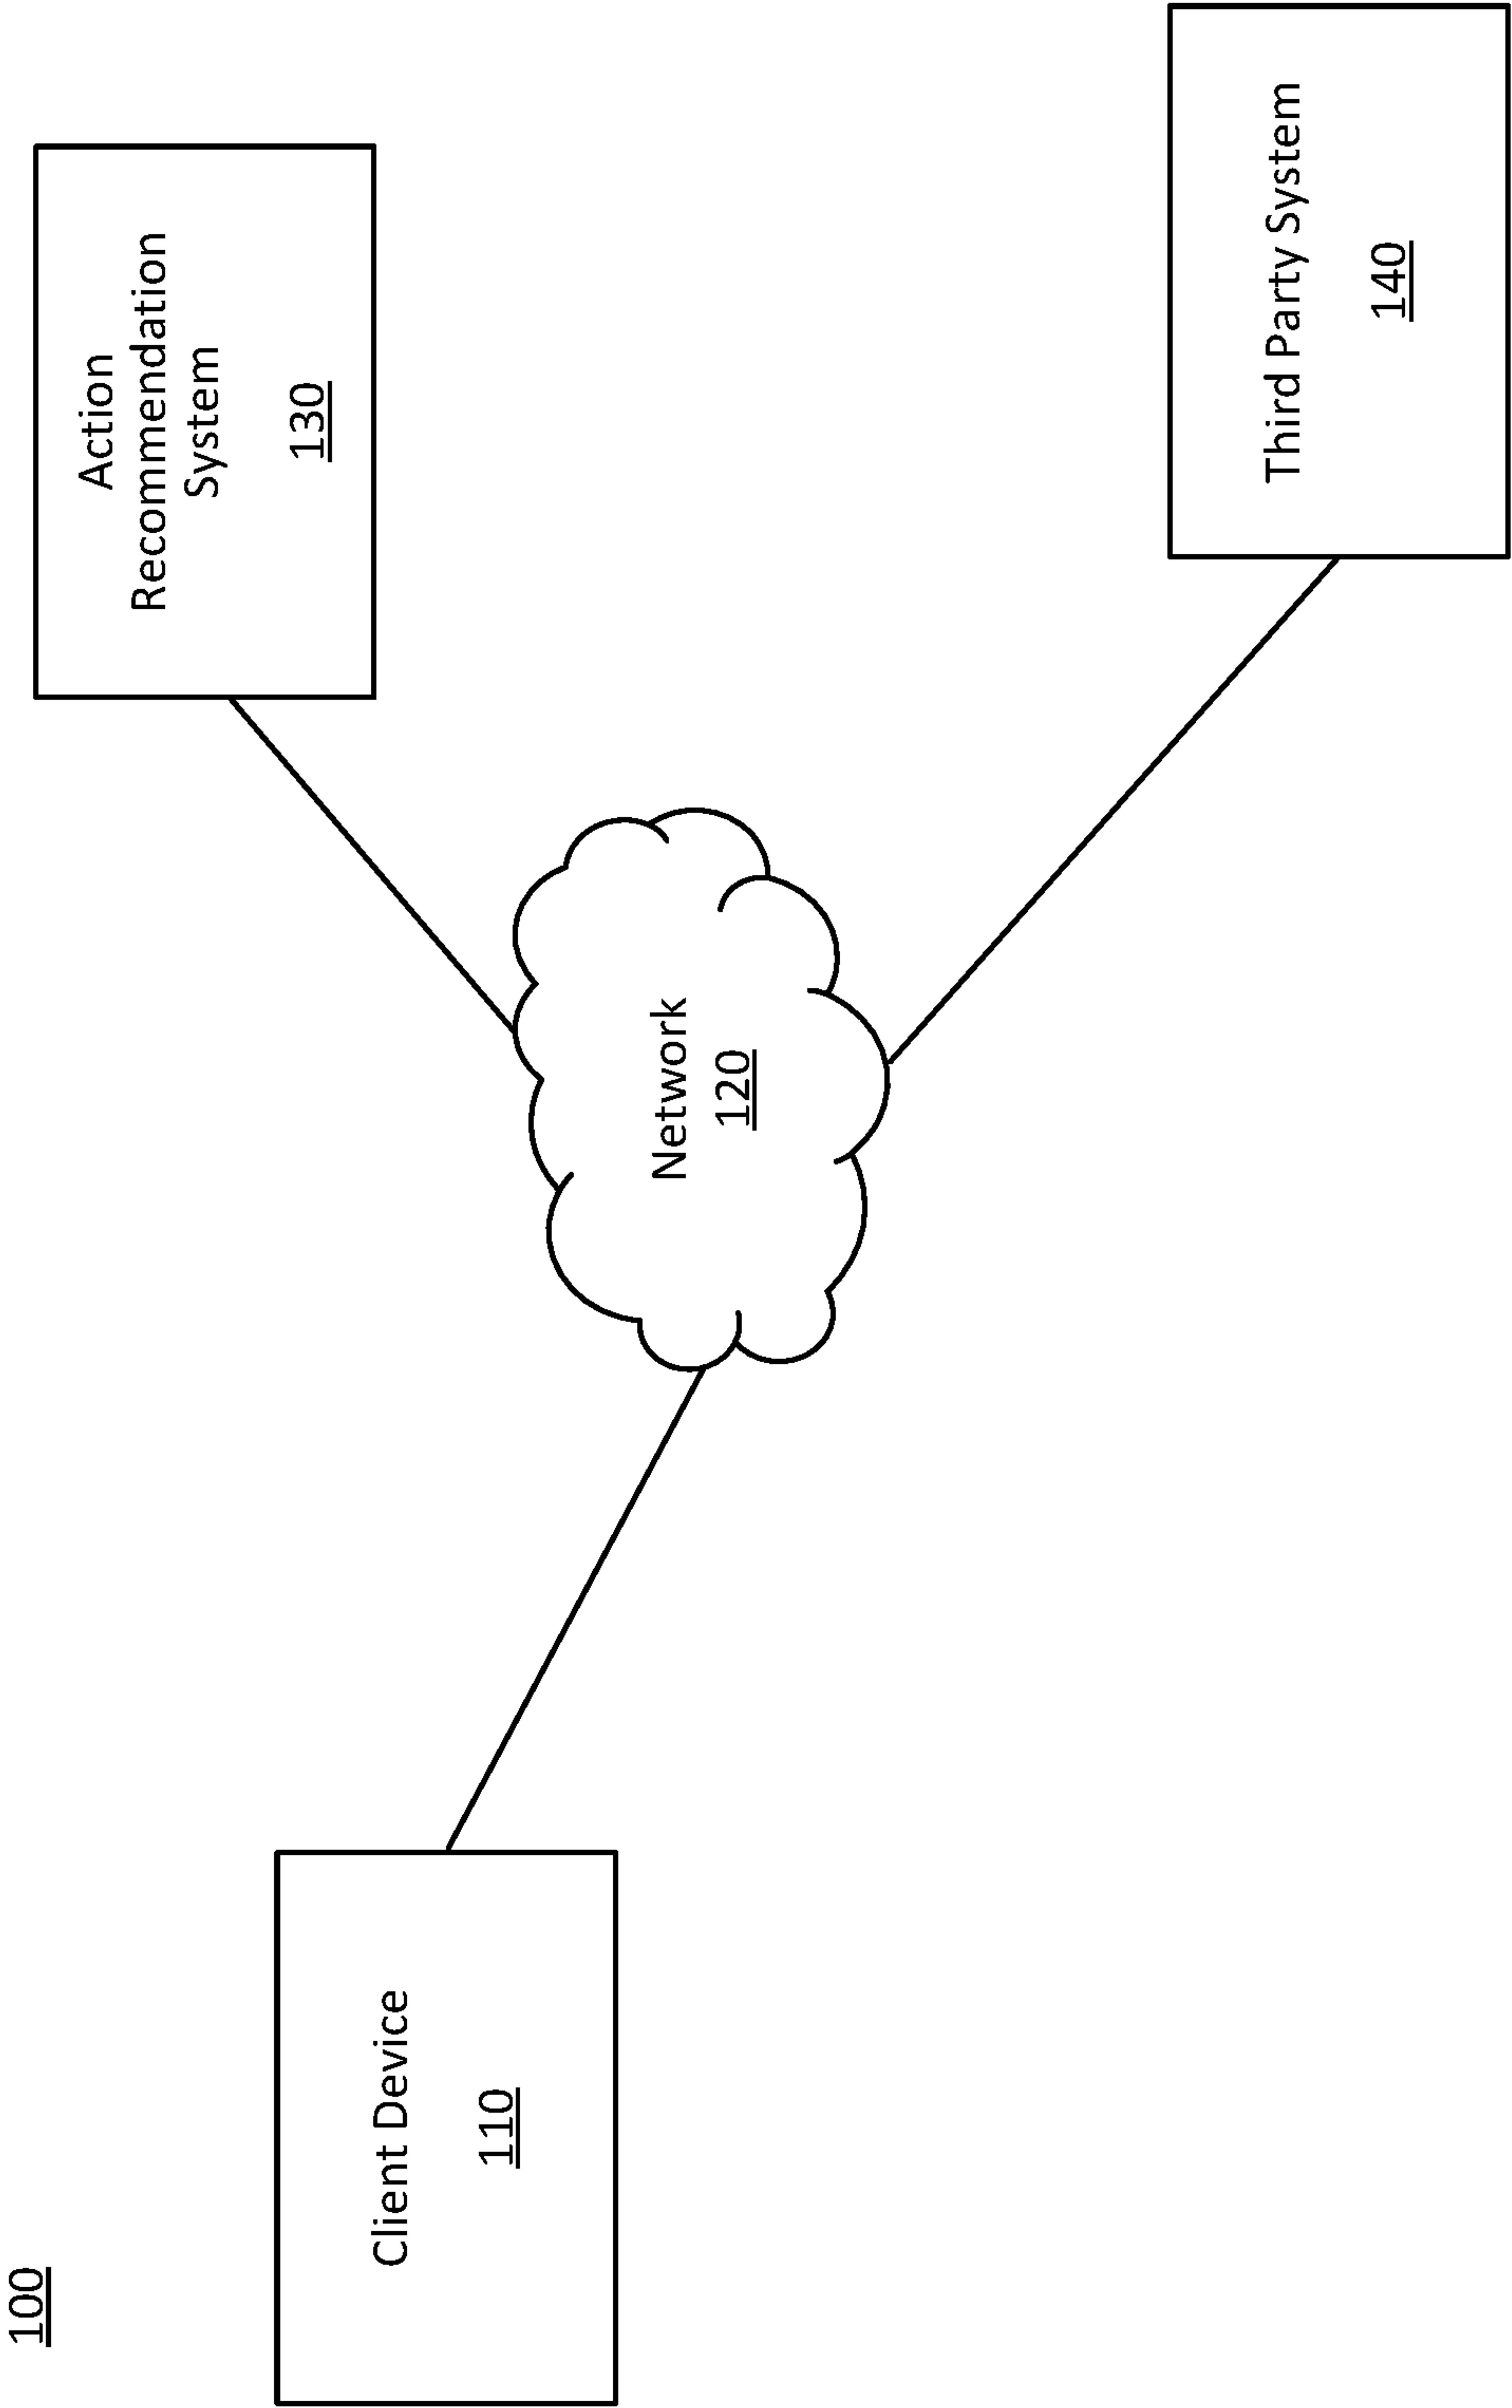 100
Client Device
110
Network
120
Action
Recommendation
System
130
Third Party System
140